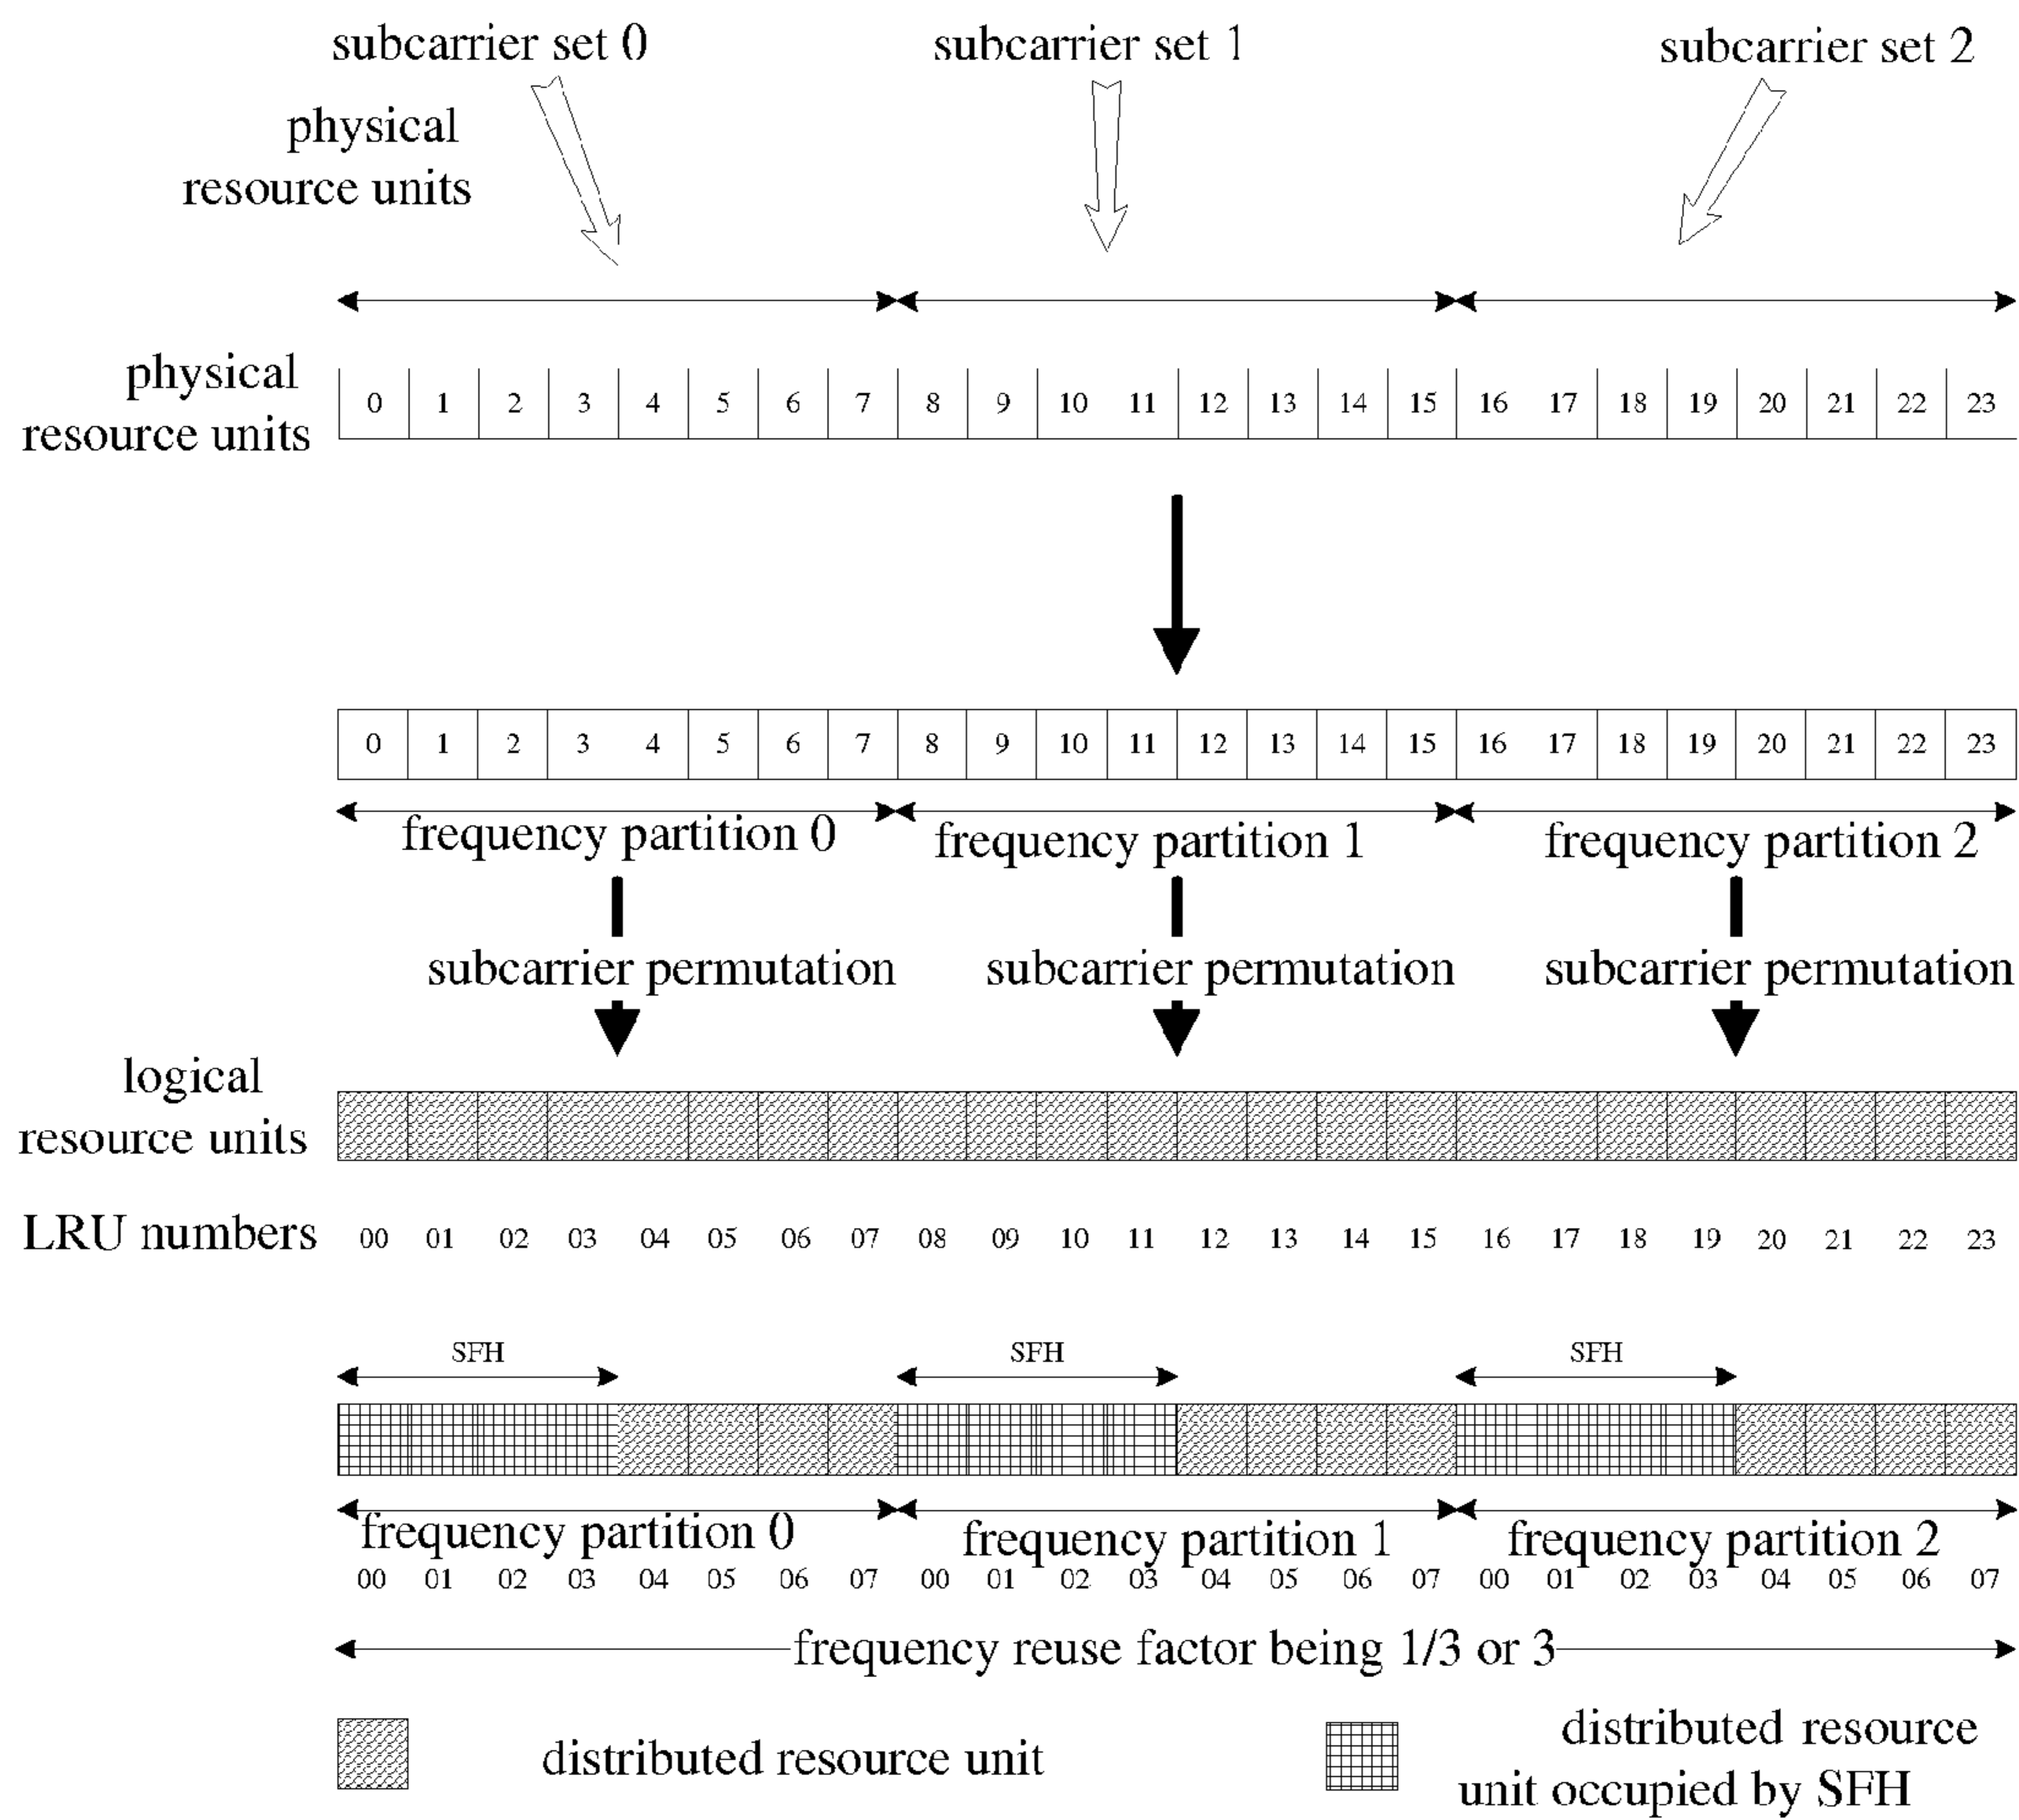 subcarrier set 0 subcarrier set 1 subcarrier set 2
physical
resource units
physical
resource units
0 1 2 3 4 5 6 7 8 9 10 11 12 13 14 15 16 17 18 19 20 21 22 23
0 1 2 3 4 5 6 7 8 9 10 11 12 13 14 15 16 17 18 19 20 21 22 23
frequency partition 0 frequency partition 1 frequency partition 2
subcarrier permutation subcarrier permutation subcarrier permutation
logical
resource units
LRU numbers 00 01 02 03 04 05 06 07 08 09 10 11 12 13 14 15 16 17 18 19 20 21 22 23
SFH SFH SFH
frequency partition 0 frequency partition 1 frequency partition 2
00 01 02 03 04 05 06 07 00 01 02 03 04 05 06 07 00 01 02 03 04 05 06 07
frequency reuse factor being 1/3 or 3
distributed resource unit
distributed resource
unit occupied by SFH